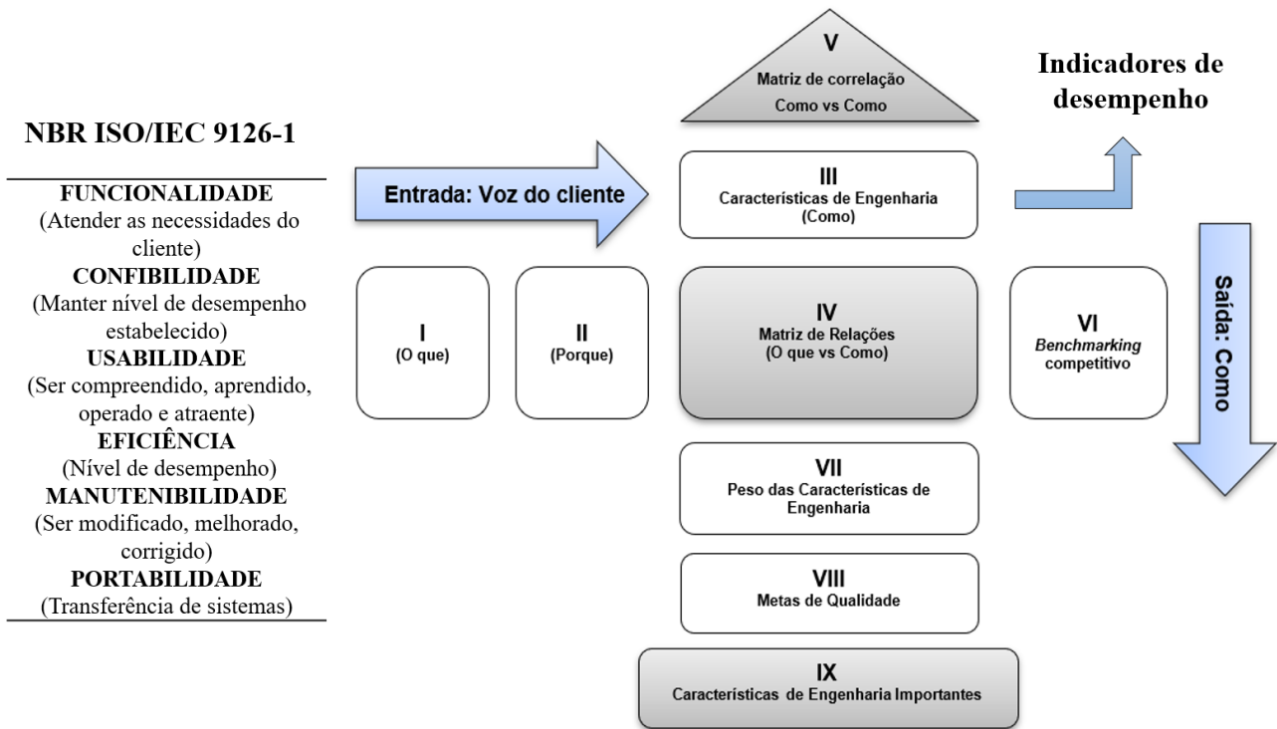 NBR ISO/IEC 9126-1
FUNCIONALIDADE
(Atender as necessidades do
cliente)
CONFIBILIDADE
(Manter nível de desempenho
estabelecido)
USABILIDADE
(Ser compreendido, aprendido,
operado e atraente)
EFICIÊNCIA
(Nível de desempenho)
MANUTENIBILIDADE
(Ser modificado, melhorado,
corrigido)
PORTABILIDADE
(Transferência de sistemas)
Entrada: Voz do cliente
V
Matriz de correlação
Como vs Como
Indicadores de
desempenho
III
Características de Engenharia
(Como)
I
(O que)
II
(Porque)
IV
Matriz de Relações
(O que vs Como)
VI
Benchmarking
competitivo
Saída: Como
VII
Peso das Características de
Engenharia
VIII
Metas de Qualidade
IX
Características de Engenharia Importantes